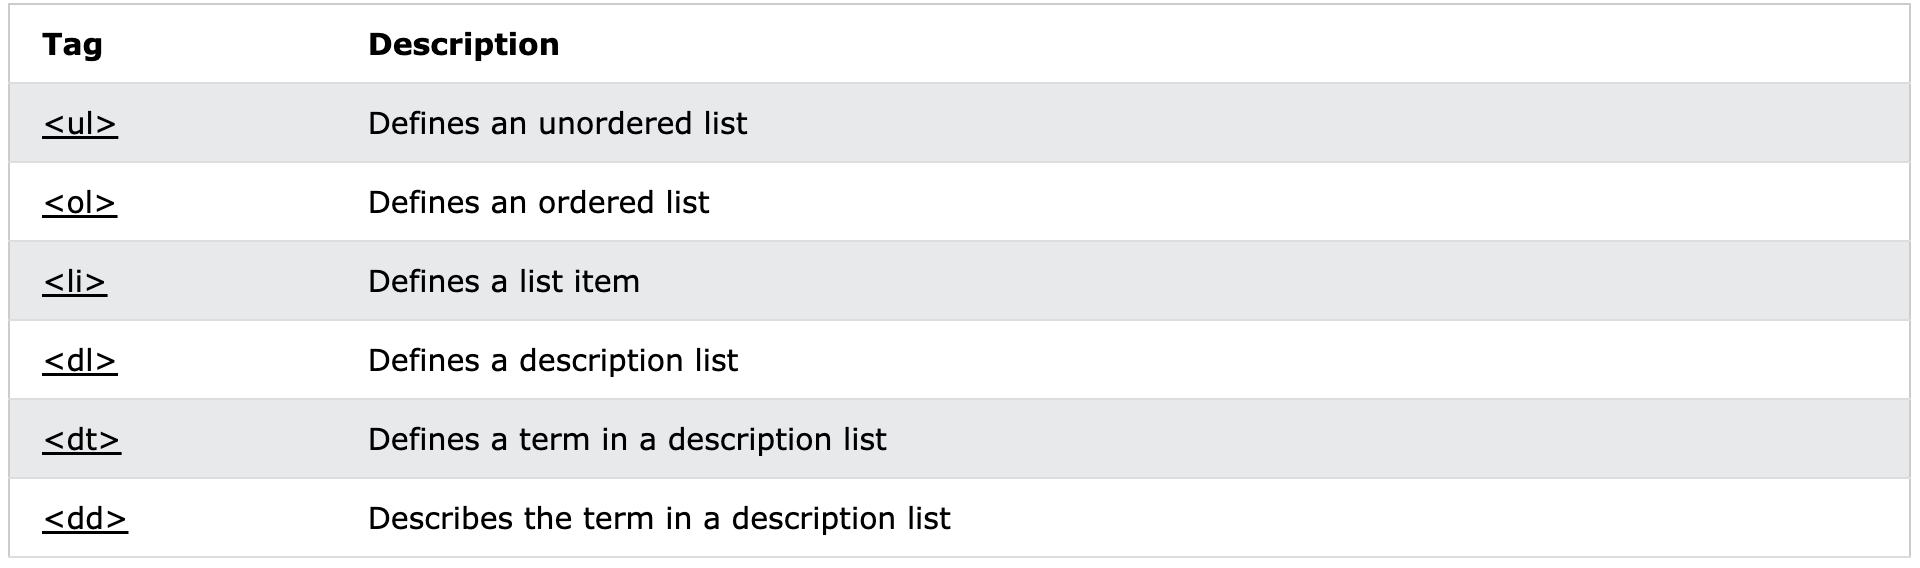 Tag Description
<ul> Defines an unordered list
<ol> Defines an ordered list
<li> Defines a list item
<dl> Defines a description list
<dt> Defines a term in a description list
<dd> Describes the term in a description list